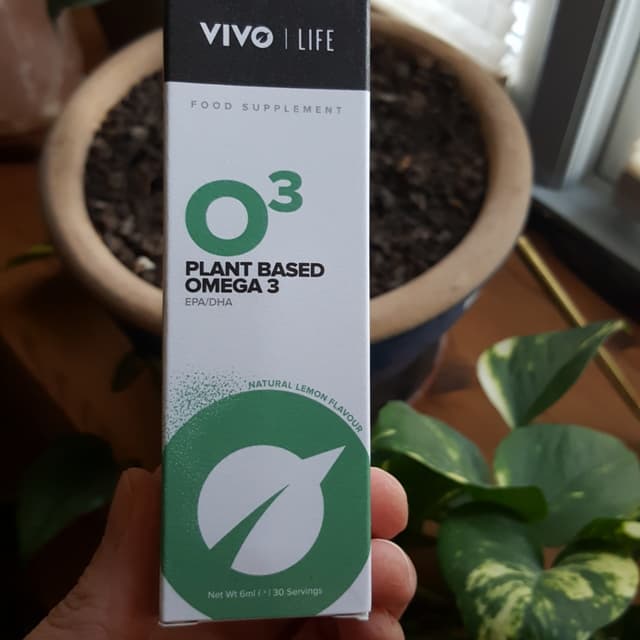 VIVO | LIFE
FOOD SUPPLEMENT
O³
PLANT BASED
OMEGA 3
EPA/DHA
NATURAL LEMON FLAVOUR
Net Wt 6ml | 30 Servings